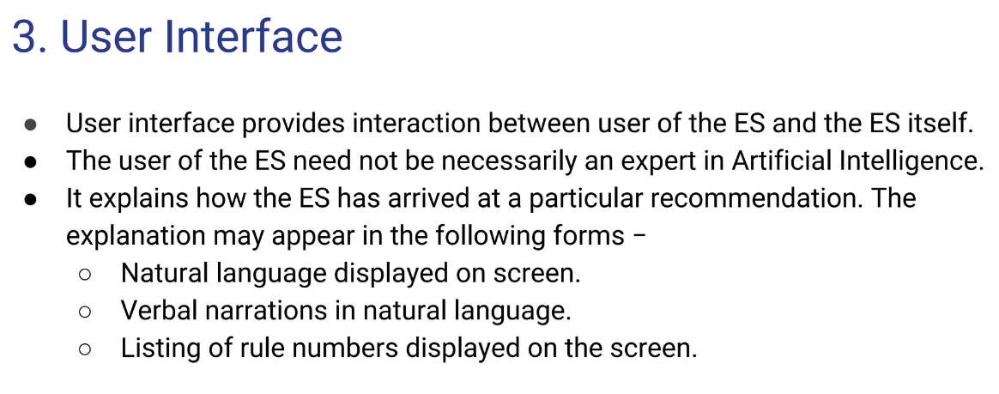 3. User Interface
● User interface provides interaction between user of the ES and the ES itself.
● The user of the ES need not be necessarily an expert in Artificial Intelligence.
● It explains how the ES has arrived at a particular recommendation. The
explanation may appear in the following forms −
○ Natural language displayed on screen.
○ Verbal narrations in natural language.
○ Listing of rule numbers displayed on the screen.